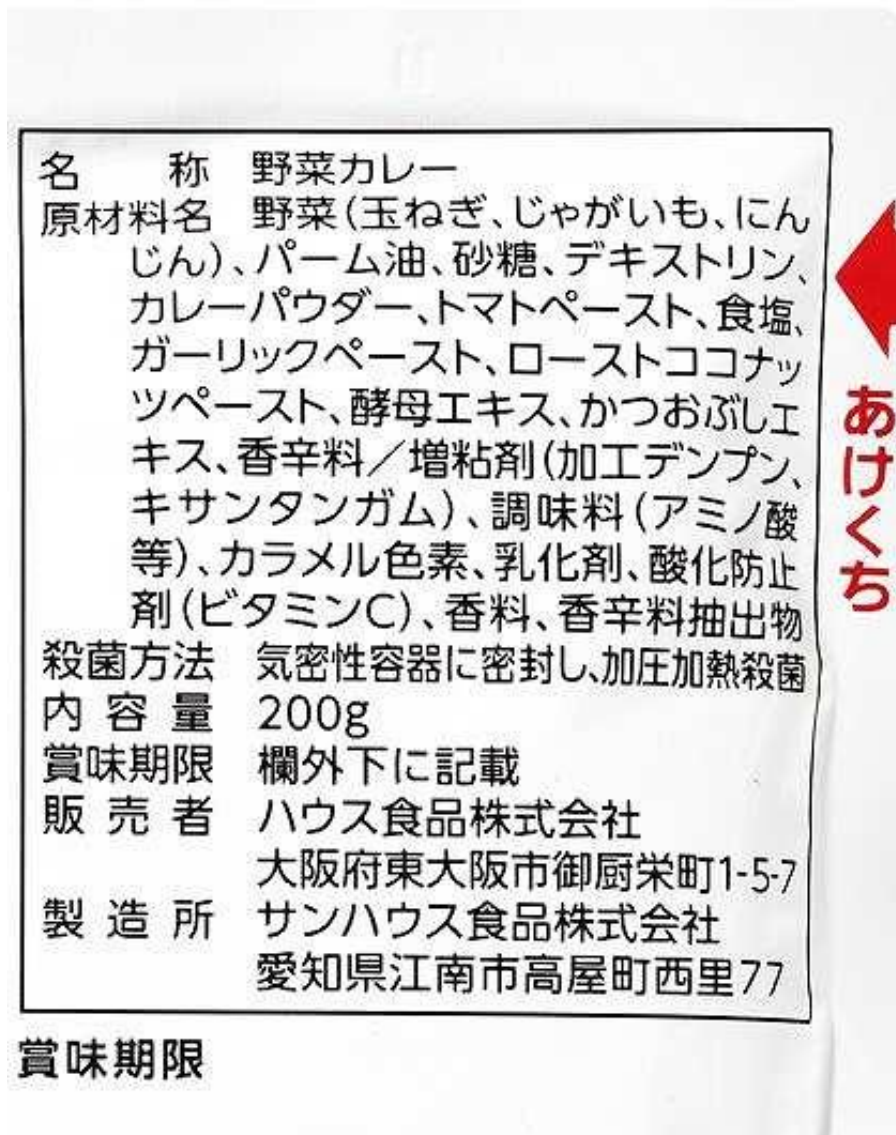 名称 野菜カレー
原材料名 野菜(玉ねぎ、じゃがいも、にん
じん)、パーム油、砂糖、デキストリン、
カレーパウダー、トマトペースト、食塩、
ガーリックペースト、ローストココナッ
ツペースト、酵母エキス、かつおぶしエ
キス、香辛料/増粘剤(加工デンプン、
キサンタンガム)、調味料(アミノ酸
等)、カラメル色素、乳化剤、酸化防止
剤(ビタミンC)、香料、香辛料抽出物
殺菌方法 気密性容器に密封し、加圧加熱殺菌
内容量 200g
賞味期限 欄外下に記載
販売者 ハウス食品株式会社
大阪府東大阪市御厨栄町1-5-7
製造所 サンハウス食品株式会社
愛知県江南市高屋町西里77
賞味期限
あけくち